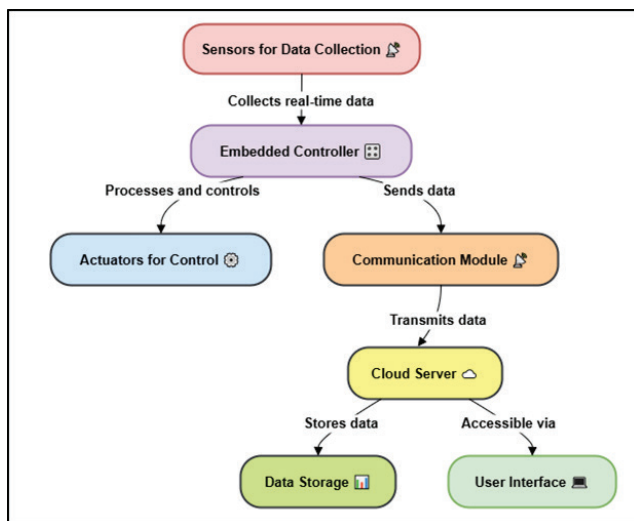 Sensors for Data Collection
Collects real-time data
Embedded Controller
Processes and controls
Sends data
Actuators for Control
Communication Module
Transmits data
Cloud Server
Stores data
Accessible via
Data Storage
User Interface